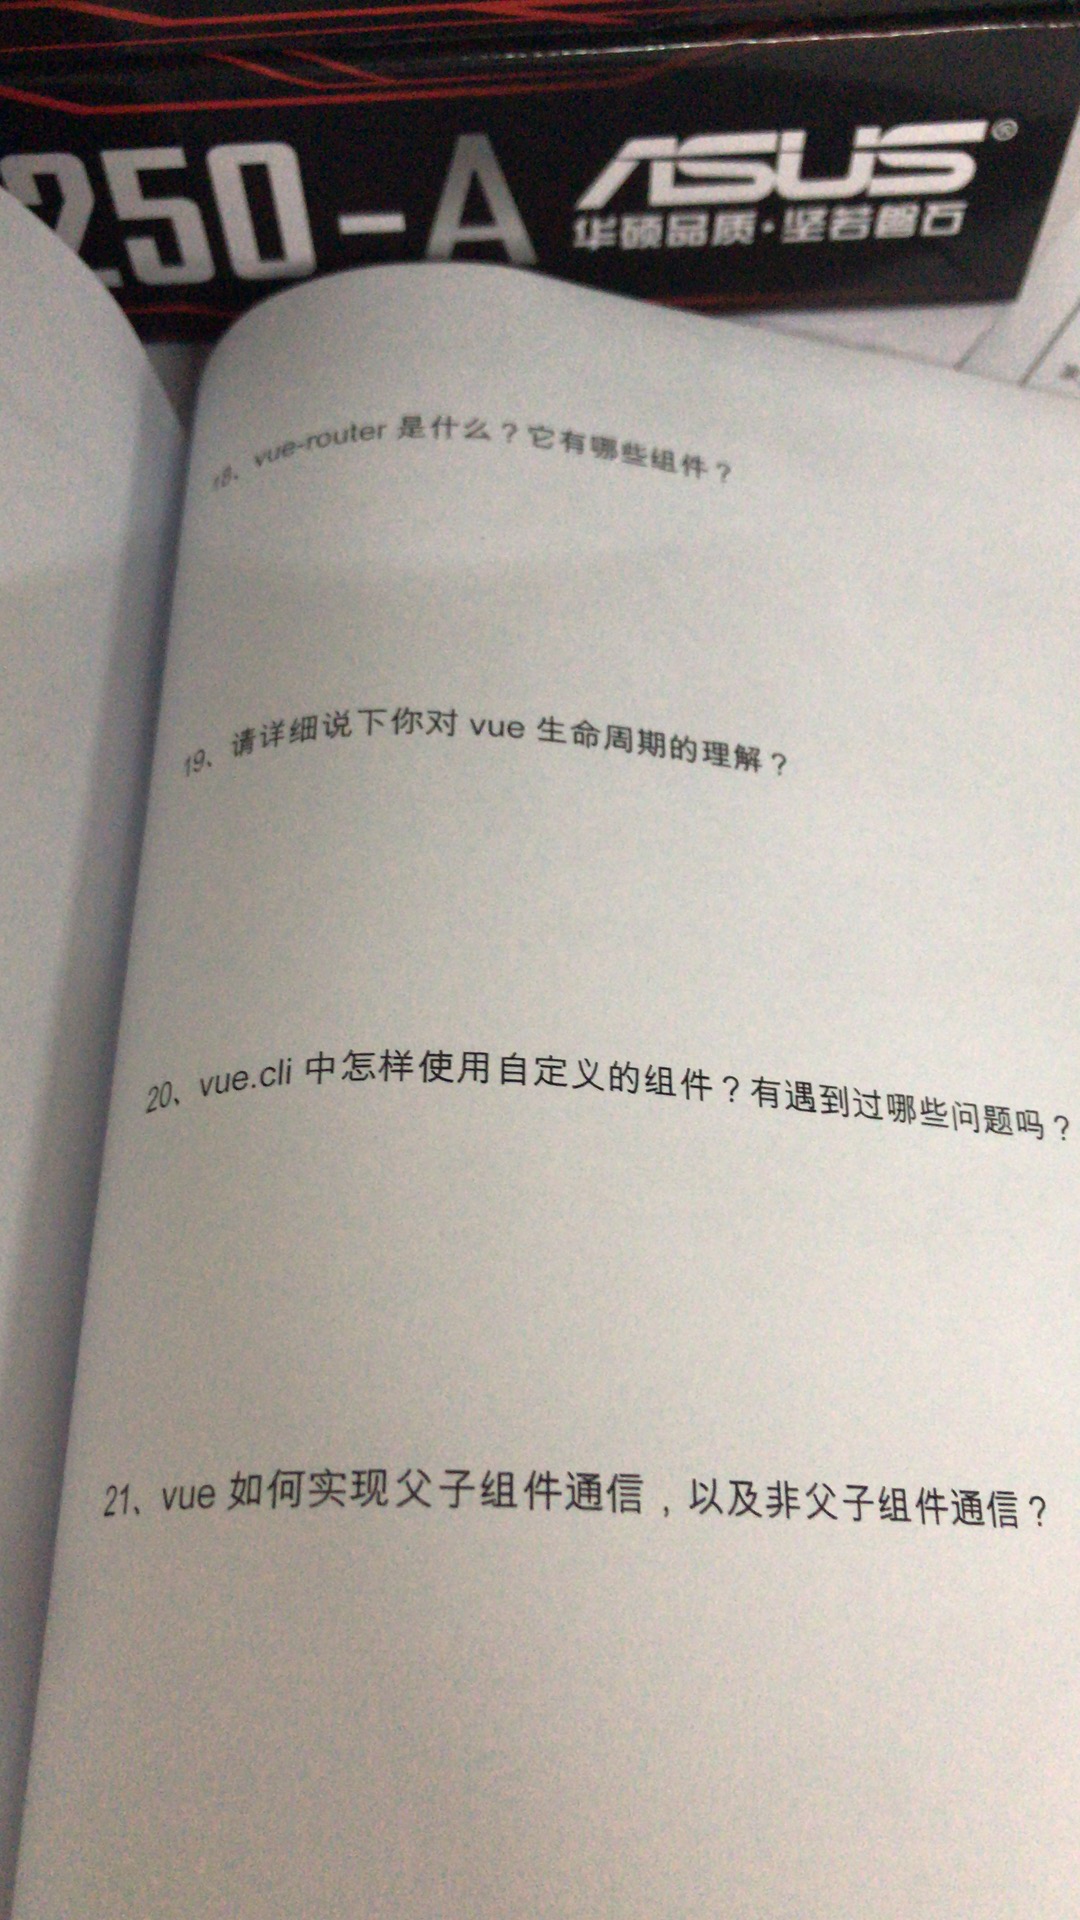 250-A
ASUS®
华硕品质·坚若磐石
18、vue-router 是什么？它有哪些组件？
19、请详细说下你对 vue 生命周期的理解？
20、vue.cli 中怎样使用自定义的组件？有遇到过哪些问题吗？
21、vue 如何实现父子组件通信，以及非父子组件通信？